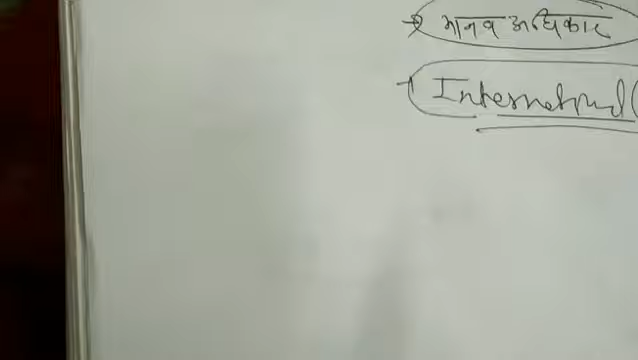 → मानव अधिकार
→ International (